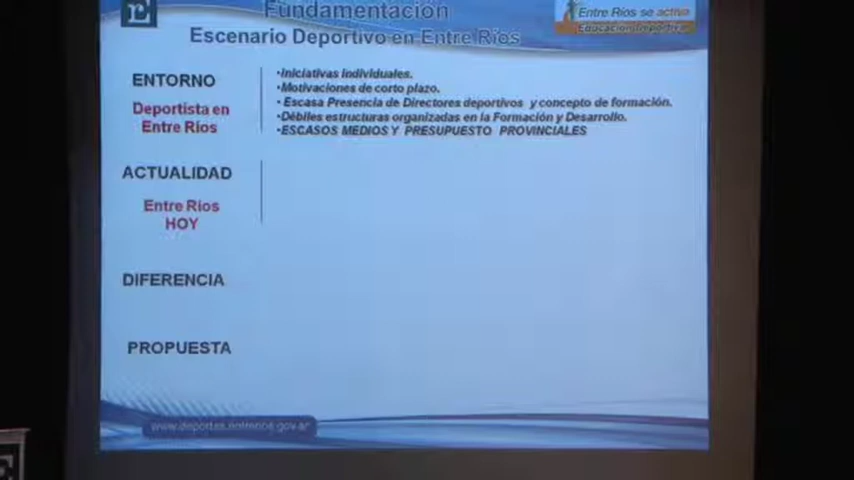 Fundamentación
Escenario Deportivo en Entre Ríos
Entre Ríos se activa
Educación Deportiva
ENTORNO
Deportista en
Entre Ríos
•Iniciativas Individuales.
•Motivaciones de corto plazo.
• Escasa Presencia de Directores deportivos y concepto de formación.
•Débiles estructuras organizadas en la Formación y Desarrollo.
•ESCASOS MEDIOS Y PRESUPUESTO PROVINCIALES
ACTUALIDAD
Entre Ríos
HOY
DIFERENCIA
PROPUESTA